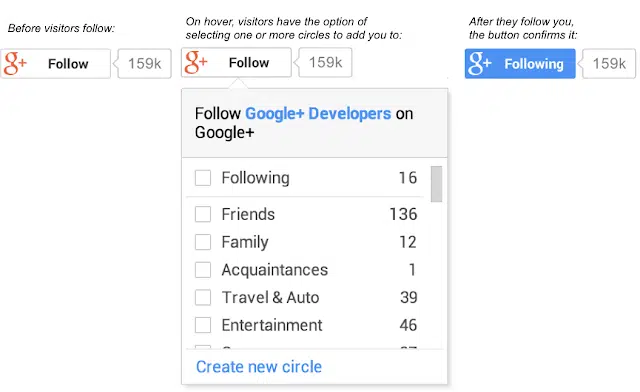 Before visitors follow:
g+ Follow 159k
On hover, visitors have the option of
selecting one or more circles to add you to:
g+ Follow 159k
Follow Google+ Developers on
Google+
Following 16
Friends 136
Family 12
Acquaintances 1
Travel & Auto 39
Entertainment 46
Create new circle
After they follow you,
the button confirms it:
g+ Following 159k